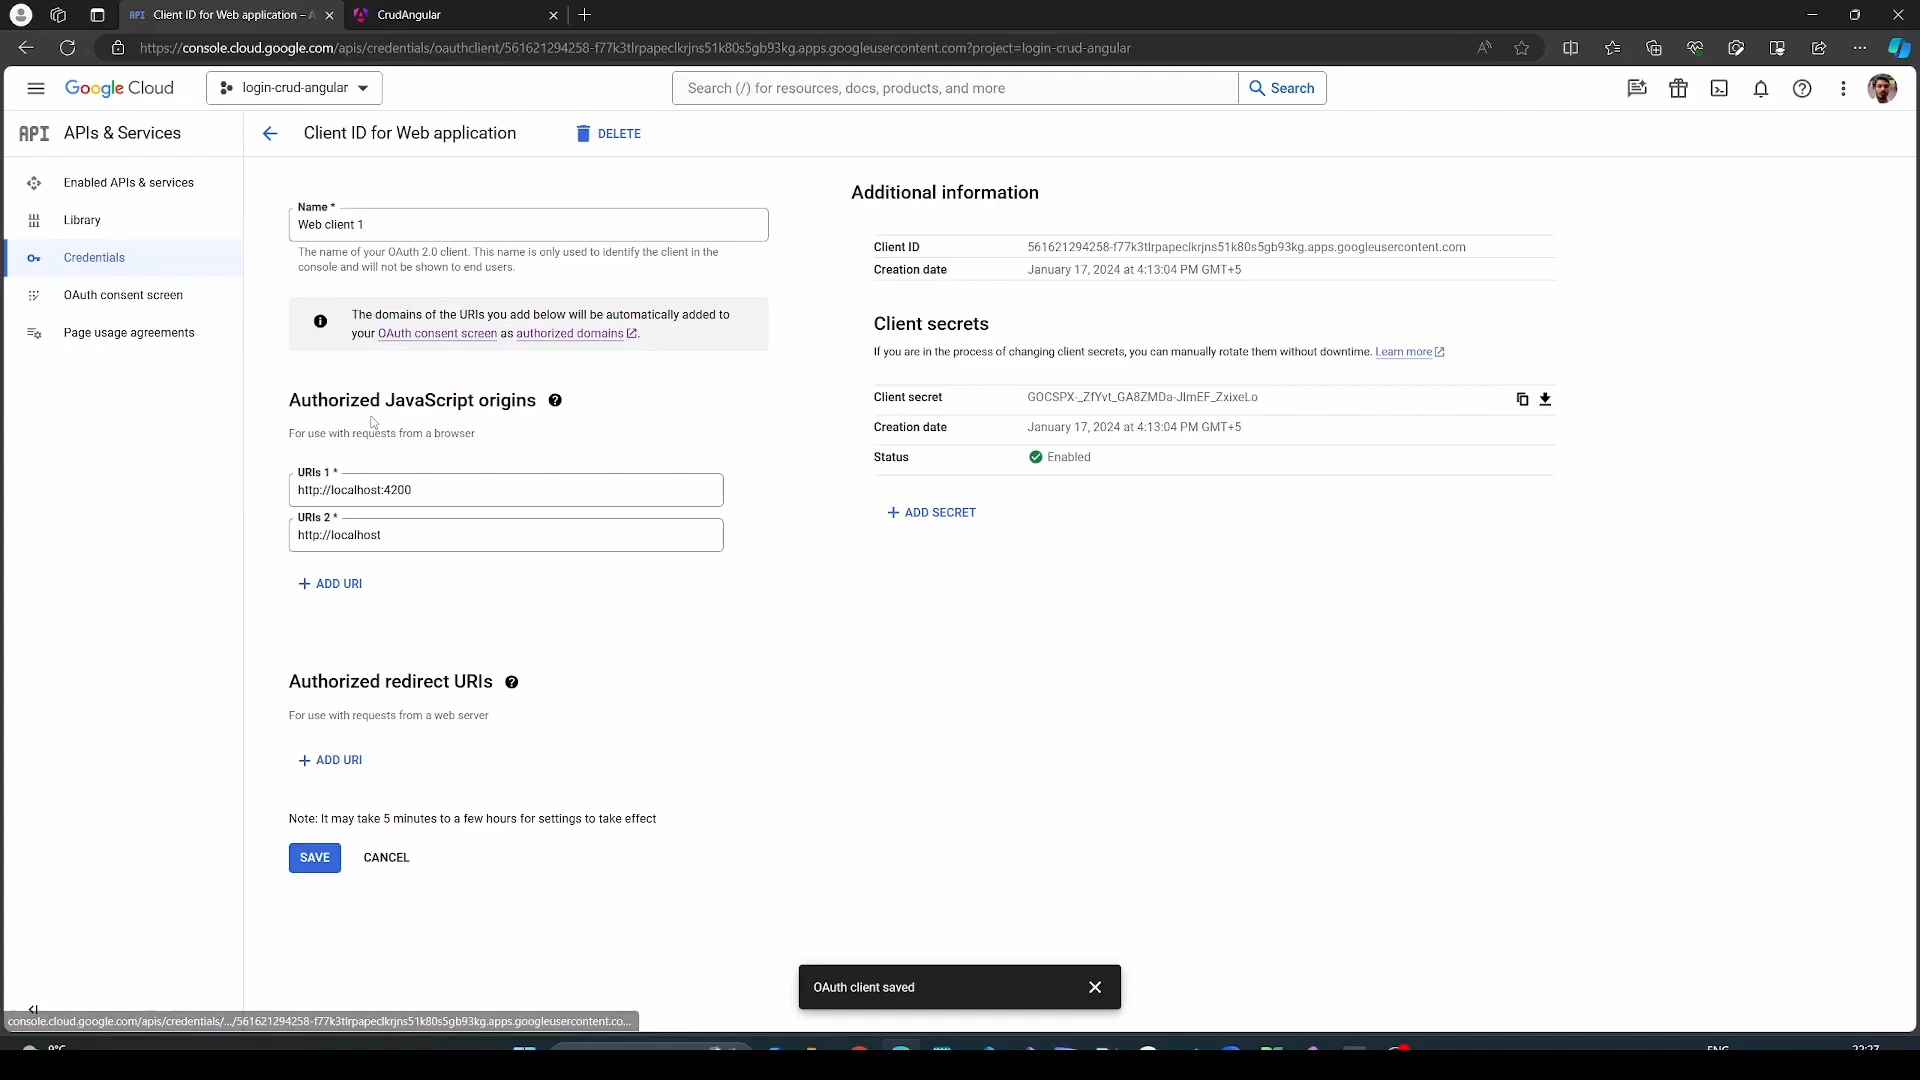 API Client ID for Web application – A
CrudAngular
https://console.cloud.google.com/apis/credentials/oauthclient/561621294258-f77k3tlrpapeclkrjns51k80s5gb93kg.apps.googleusercontent.com?project=login-crud-angular
Google Cloud
login-crud-angular
Search (/) for resources, docs, products, and more
Search
API APIs & Services
Client ID for Web application
DELETE
Enabled APIs & services
Library
Credentials
OAuth consent screen
Page usage agreements
Name *
Web client 1
The name of your OAuth 2.0 client. This name is only used to identify the client in the
console and will not be shown to end users.
The domains of the URIs you add below will be automatically added to
your OAuth consent screen as authorized domains.
Authorized JavaScript origins
For use with requests from a browser
URIs 1 *
http://localhost:4200
URIs 2 *
http://localhost
+ ADD URI
Authorized redirect URIs
For use with requests from a web server
+ ADD URI
Note: It may take 5 minutes to a few hours for settings to take effect
SAVE CANCEL
Additional information
Client ID 561621294258-f77k3tlrpapeclkrjns51k80s5gb93kg.apps.googleusercontent.com
Creation date January 17, 2024 at 4:13:04 PM GMT+5
Client secrets
If you are in the process of changing client secrets, you can manually rotate them without downtime. Learn more
Client secret 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
Creation date January 17, 2024 at 4:13:04 PM GMT+5
Status Enabled
+ ADD SECRET
OAuth client saved
console.cloud.google.com/apis/credentials/.../561621294258-f77k3tlrpapeclkrjns51k80s5gb93kg.apps.googleusercontent.co...